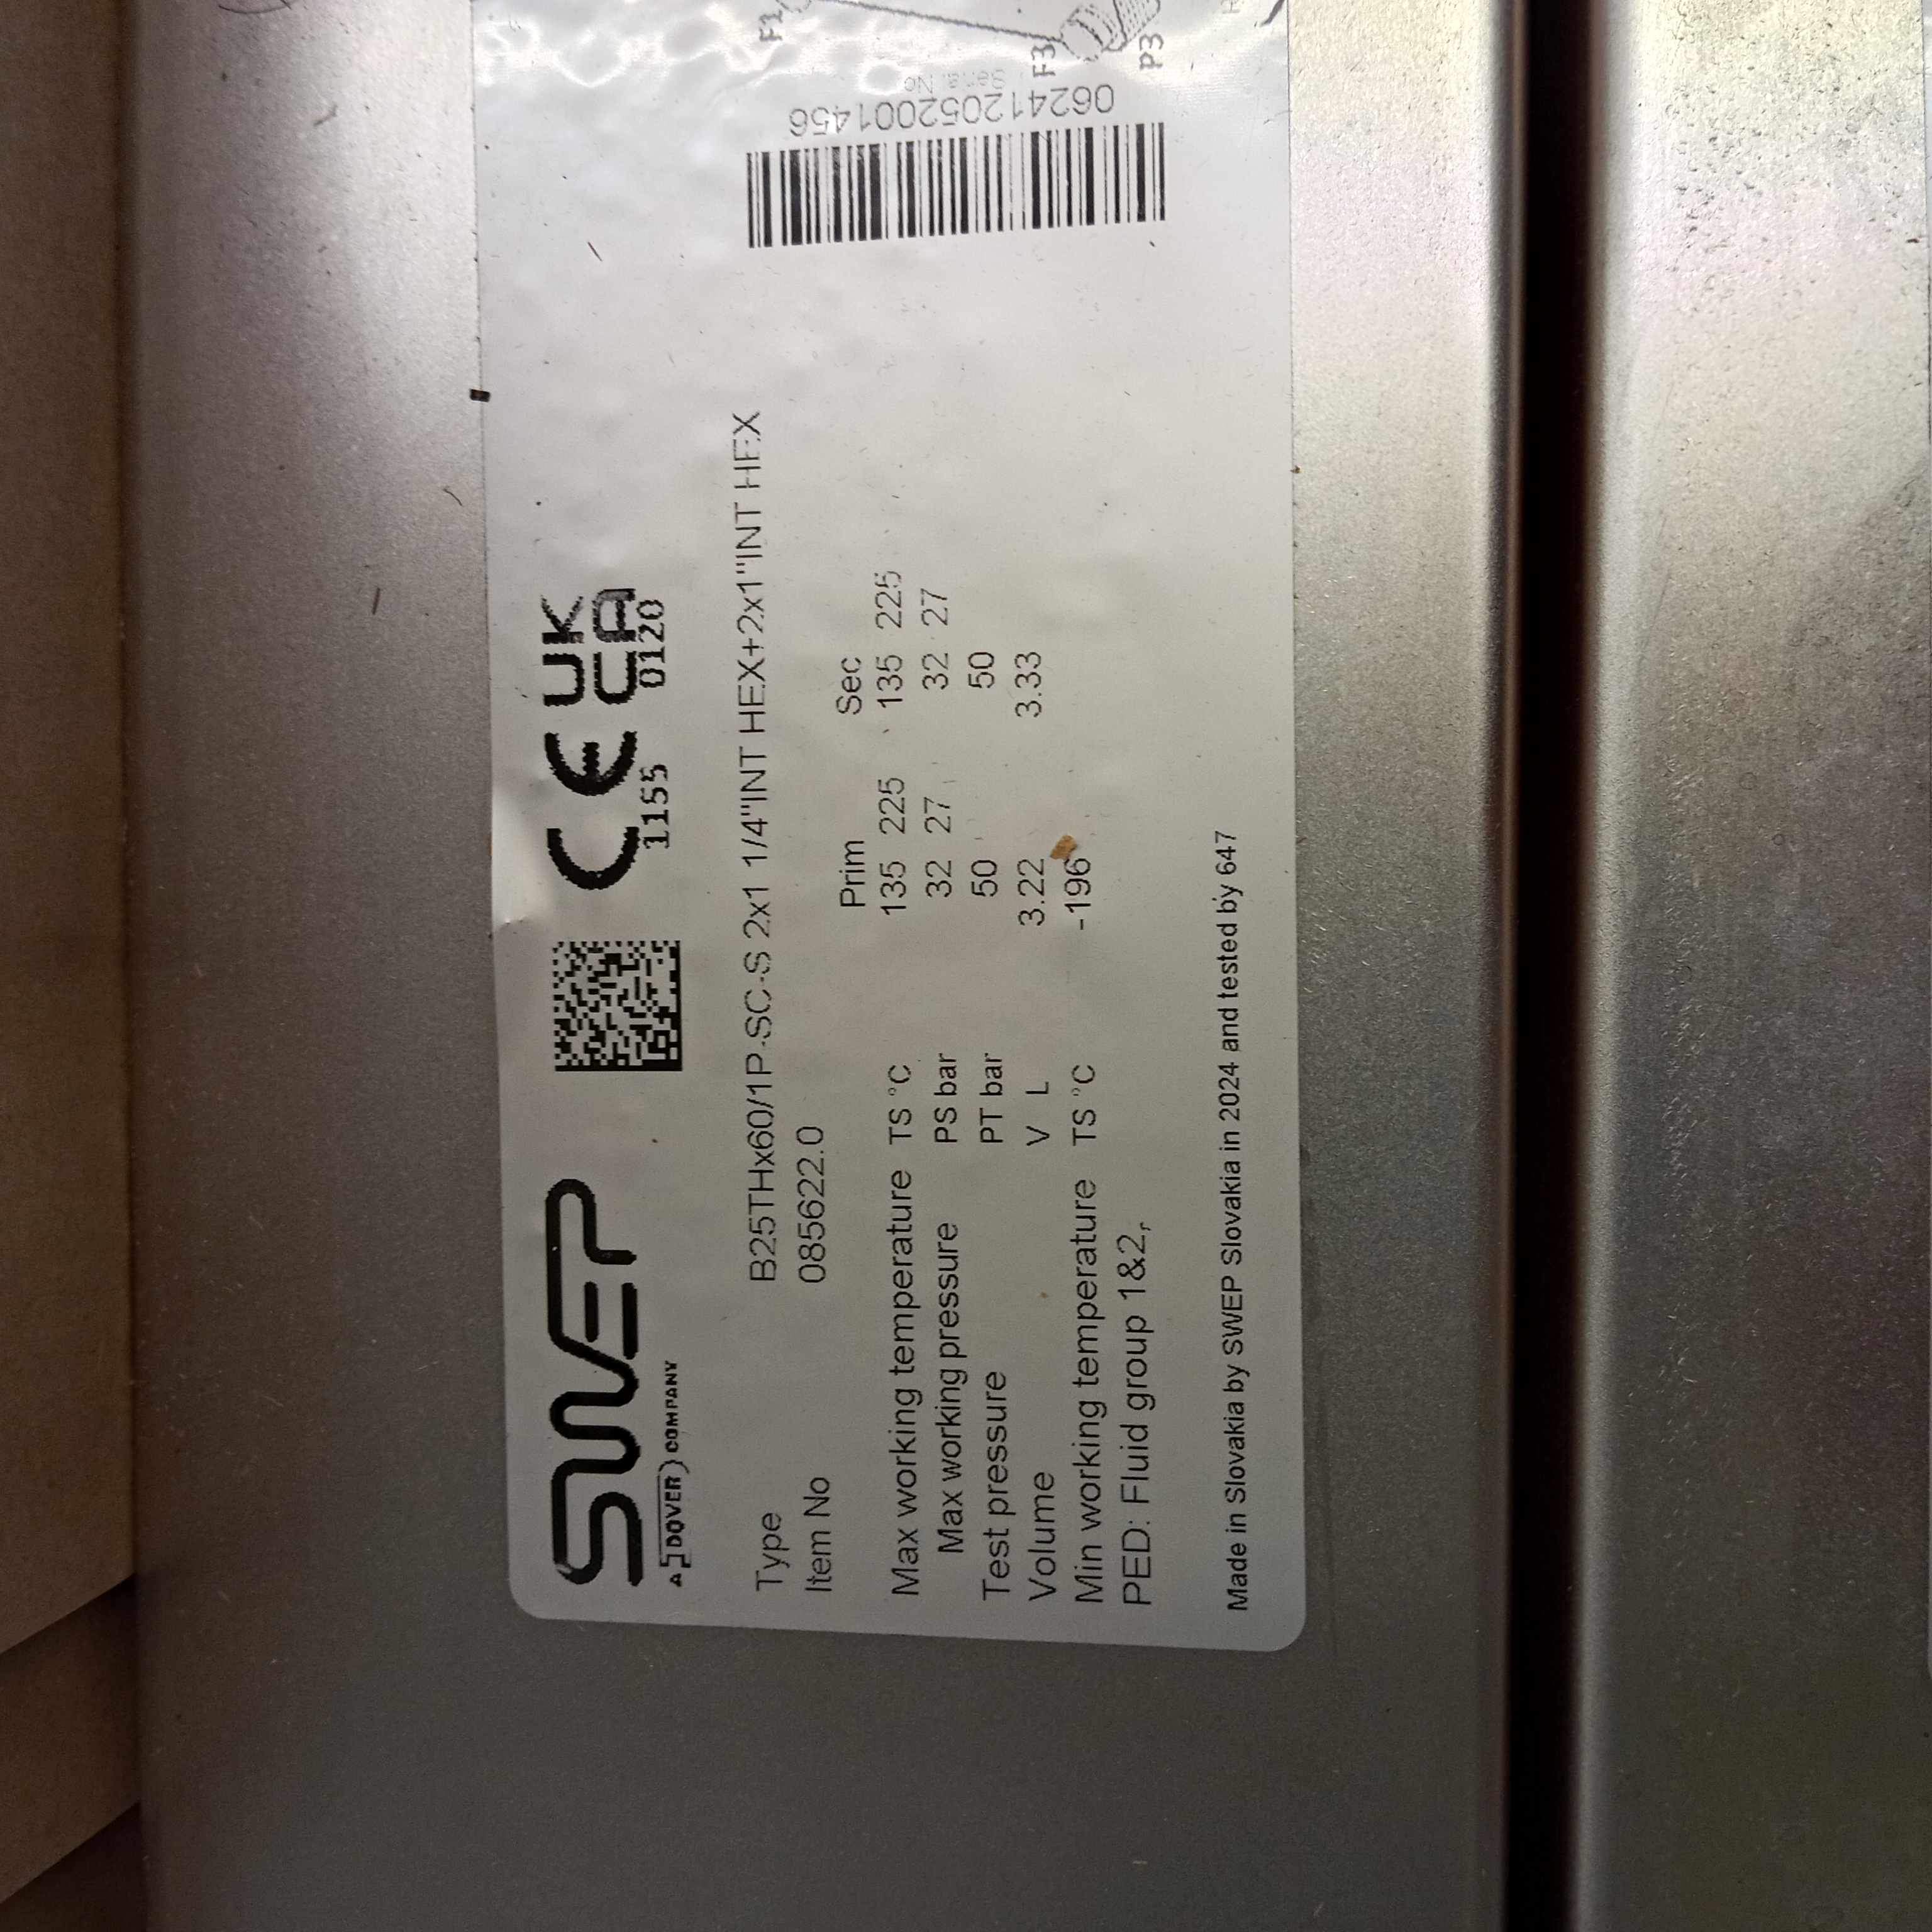 SWEP
A DOVER COMPANY
CE 1155
UK CA 0120
Type B25THx60/1P-SC-S 2x1 1/4"INT HEX+2x1"INT HEX
Item No 085622.0
Prim Sec
Max working temperature TS °C 135 225 135 225
Max working pressure PS bar 32 27 32 27
Test pressure PT bar 50 50
Volume V L 3.22 3.33
Min working temperature TS °C -196
PED: Fluid group 1&2,
Made in Slovakia by SWEP Slovakia in 2024 and tested by 647
Serial No
062412052001456
F1
F3
P3